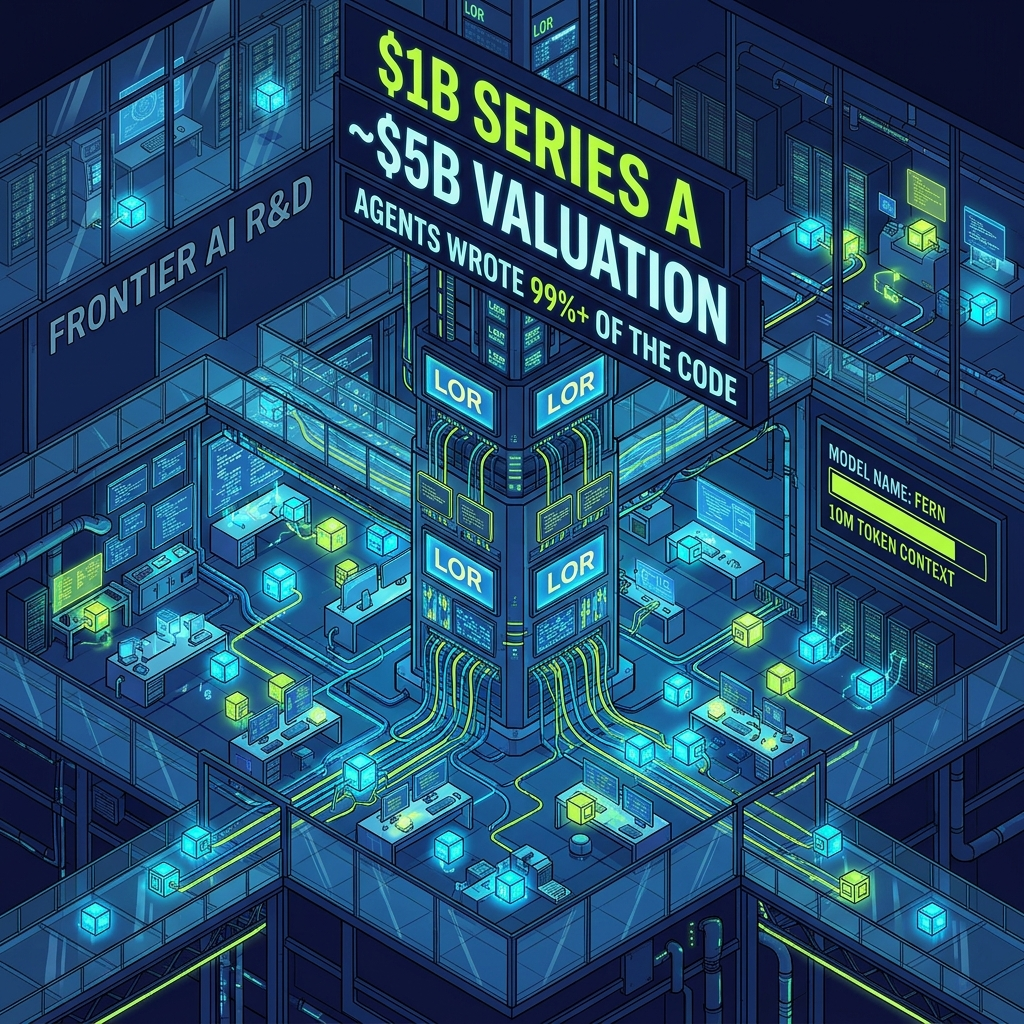 LOR
LOR
$1B SERIES A
~$5B VALUATION
AGENTS WROTE 99%+ OF THE CODE
FRONTIER AI R&D
LOR
LOR
MODEL NAME: FERN
10M TOKEN CONTEXT
LOR
LOR